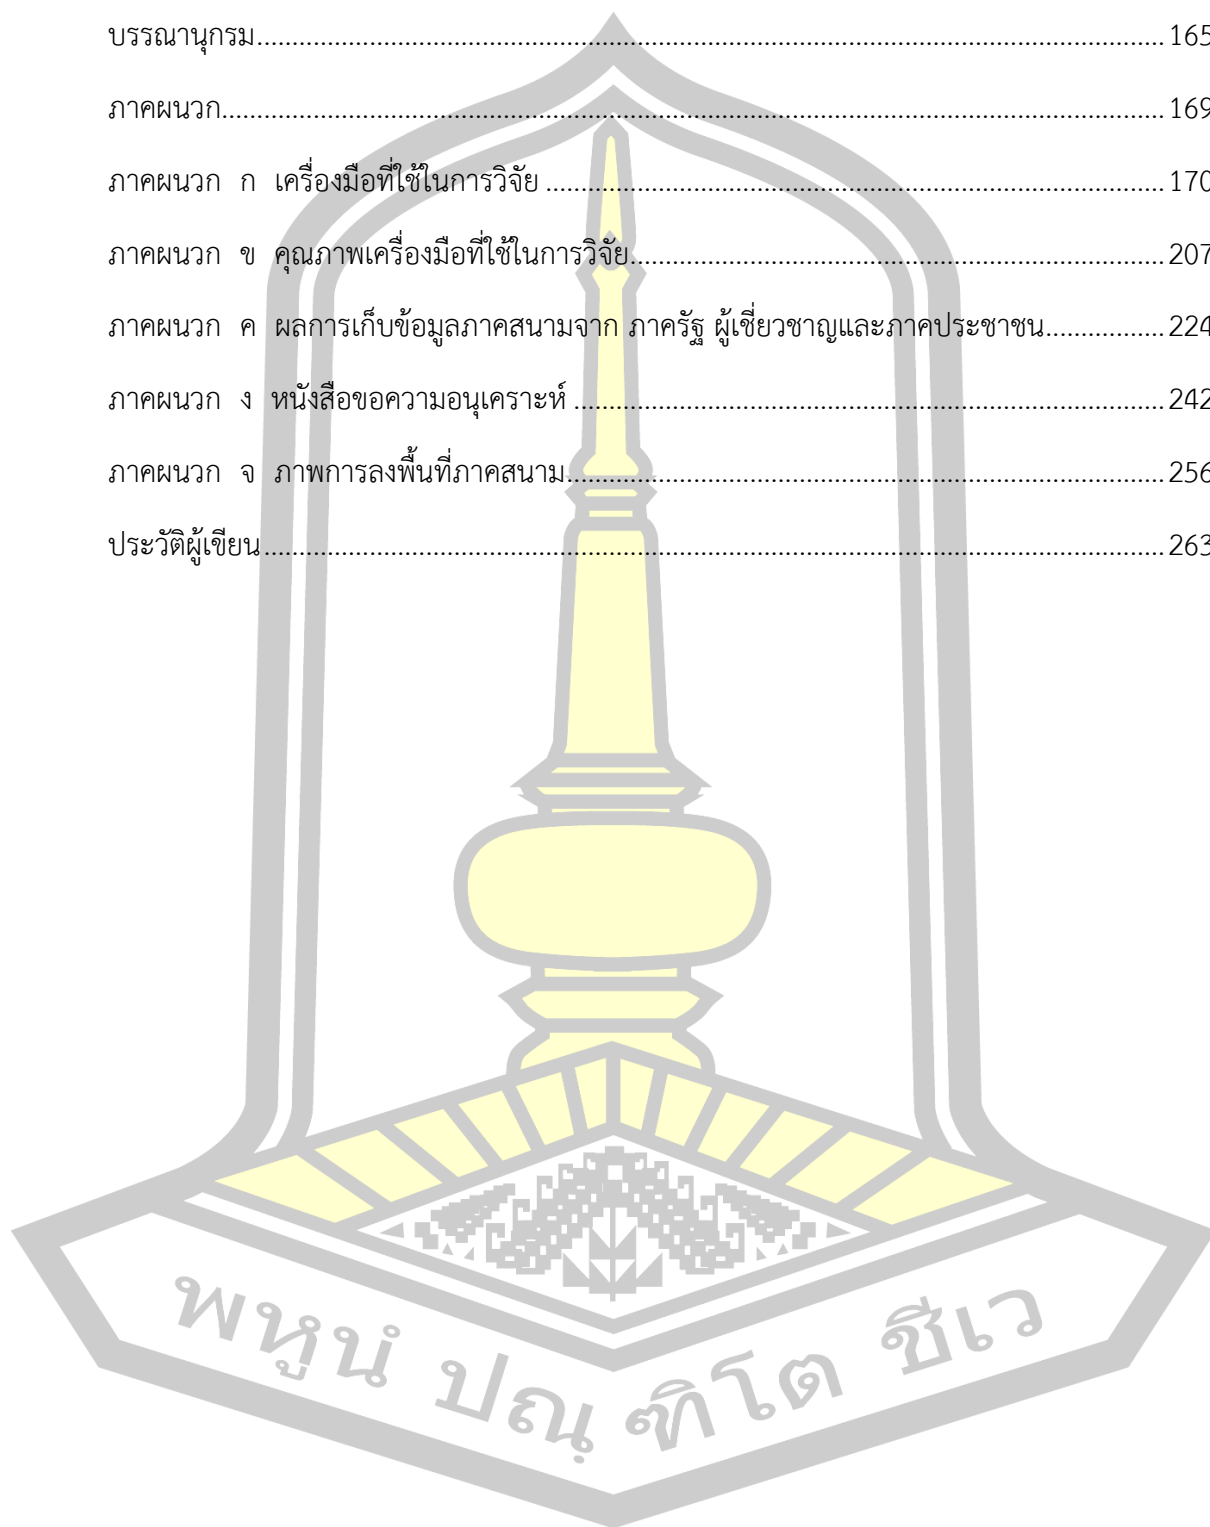 บรรณานุกรม.................................................................................................................. 165
ภาคผนวก....................................................................................................................... 169
ภาคผนวก ก เครื่องมือที่ใช้ในการวิจัย .............................................................................. 170
ภาคผนวก ข คุณภาพเครื่องมือที่ใช้ในการวิจัย.................................................................... 207
ภาคผนวก ค ผลการเก็บข้อมูลภาคสนามจาก ภาครัฐ ผู้เชี่ยวชาญและภาคประชาชน............... 224
ภาคผนวก ง หนังสือขอความอนุเคราะห์ ........................................................................... 242
ภาคผนวก จ ภาพการลงพื้นที่ภาคสนาม............................................................................ 256
ประวัติผู้เขียน.................................................................................................................. 263
พหูนํ ปณฺฑิโต ชีเว